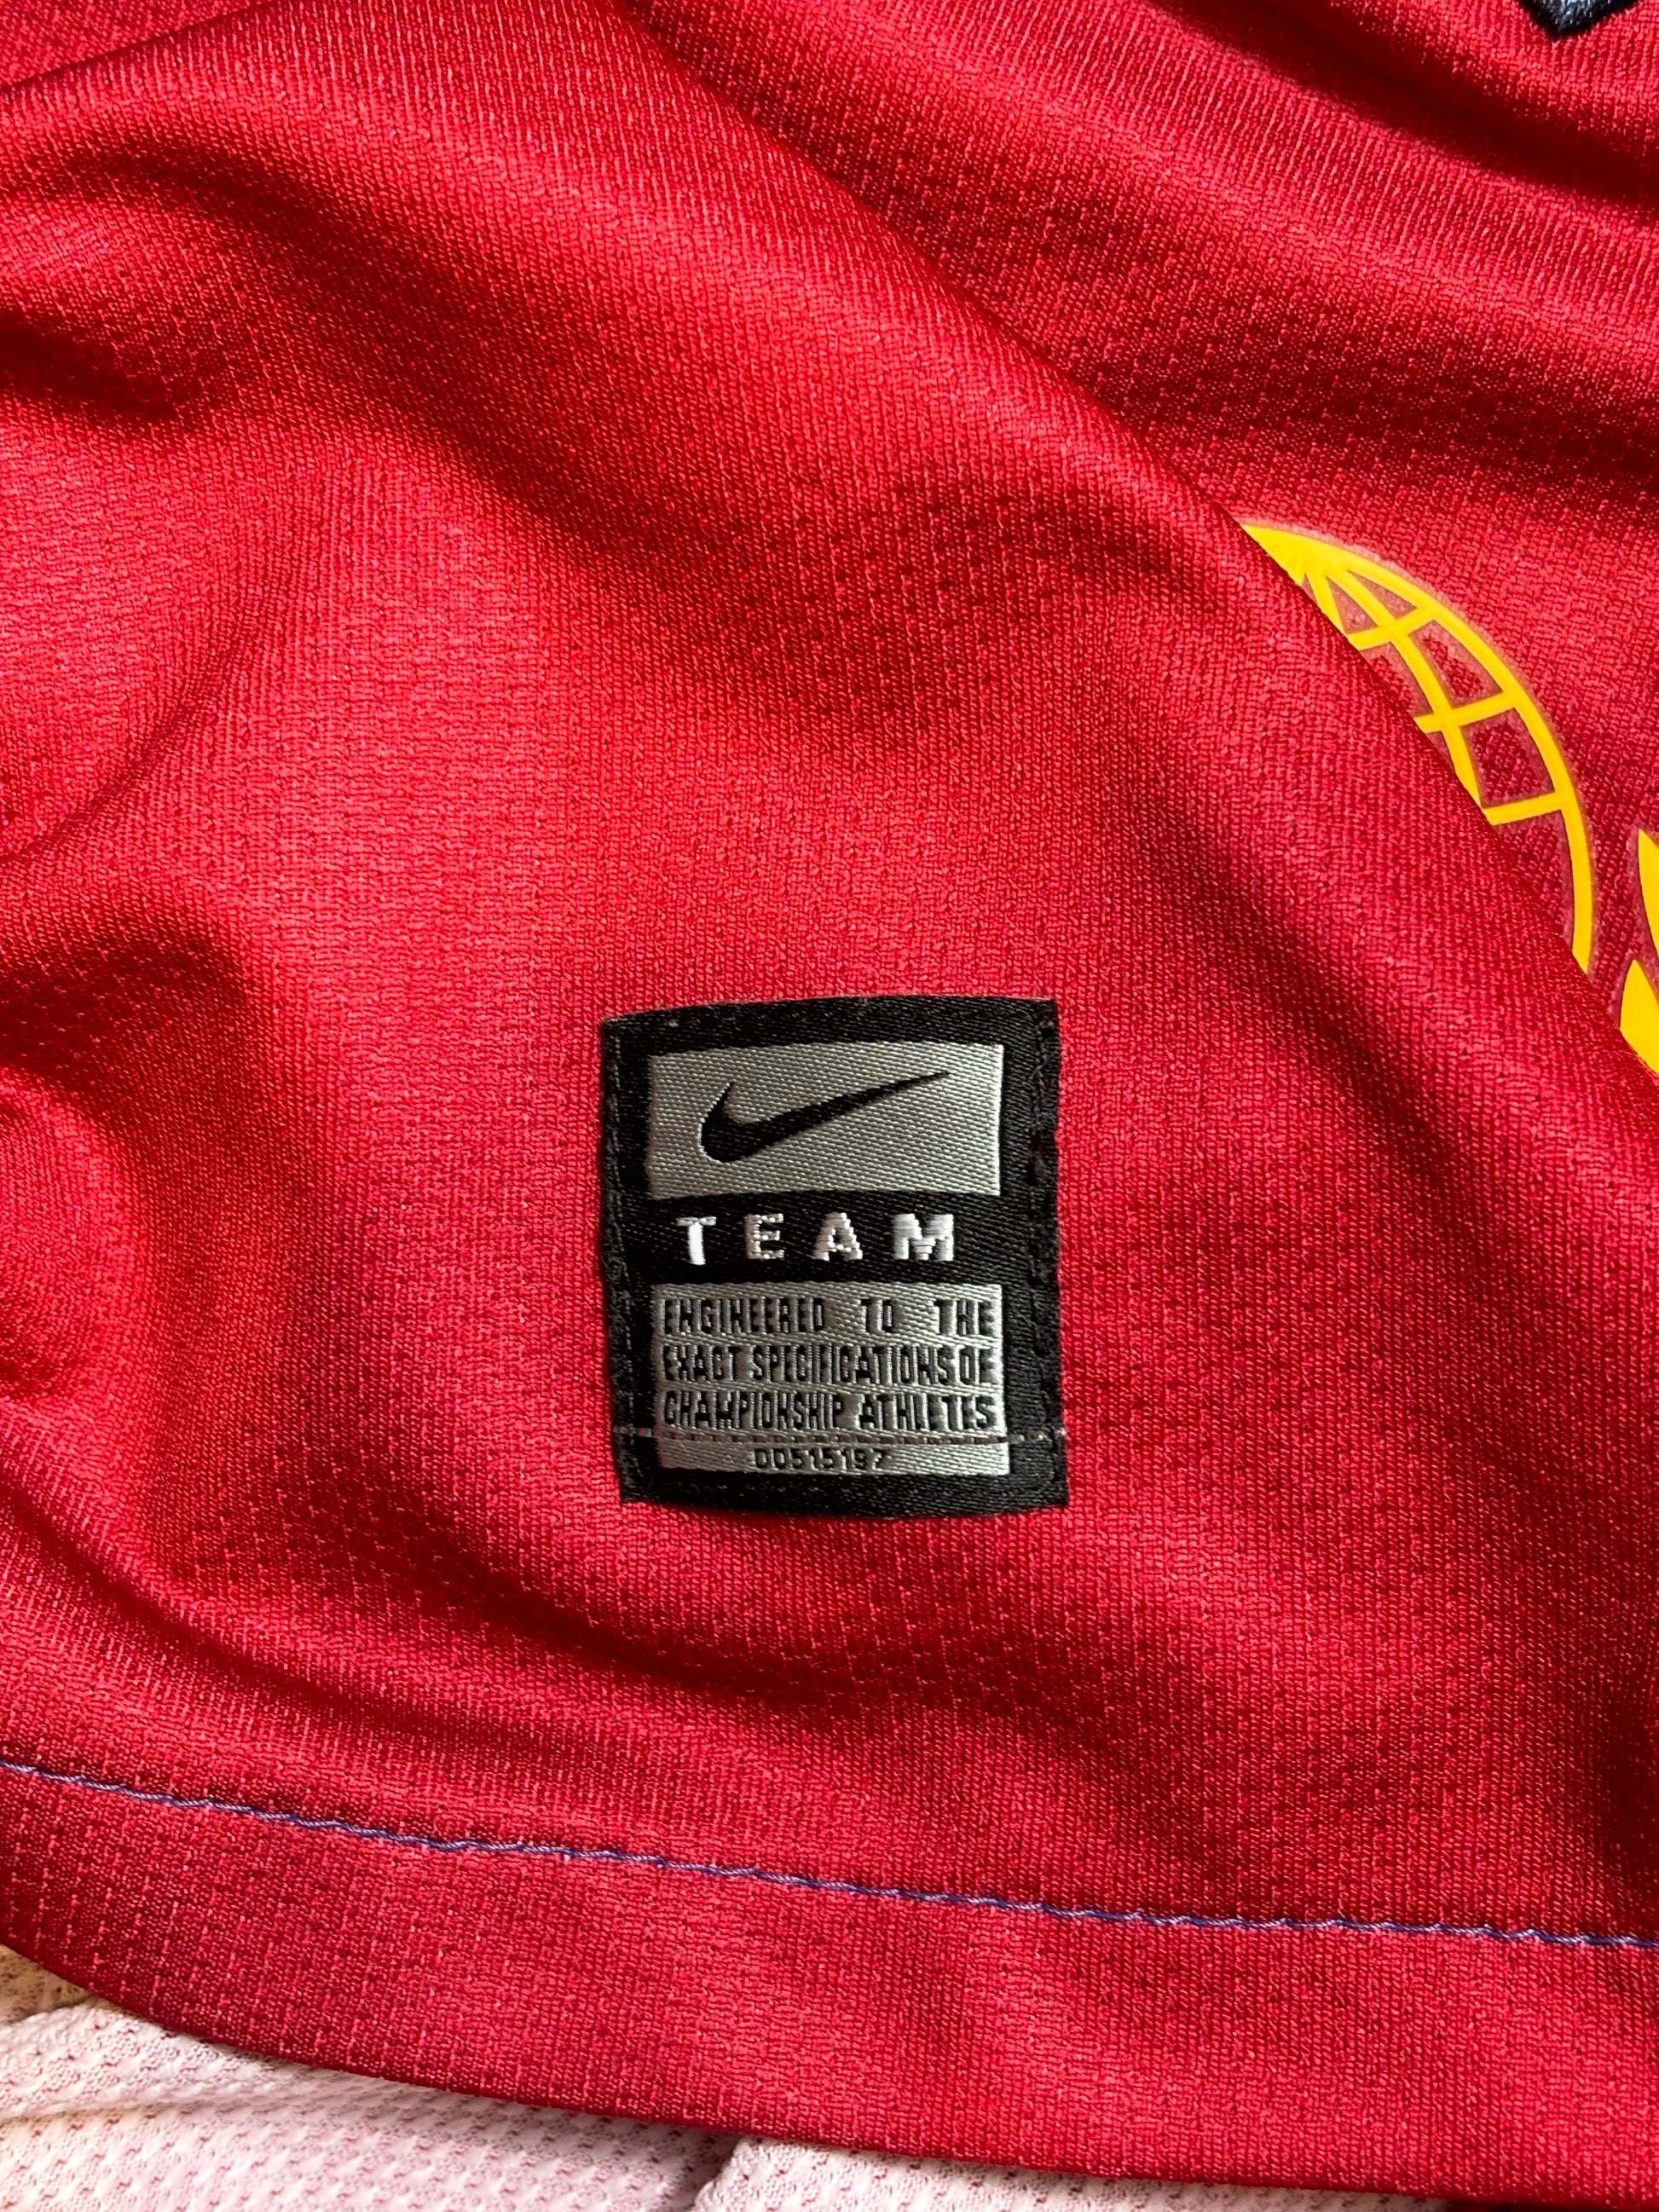 TEAM
ENGINEERED TO THE
EXACT SPECIFICATIONS OF
CHAMPIONSHIP ATHLETES
00515197